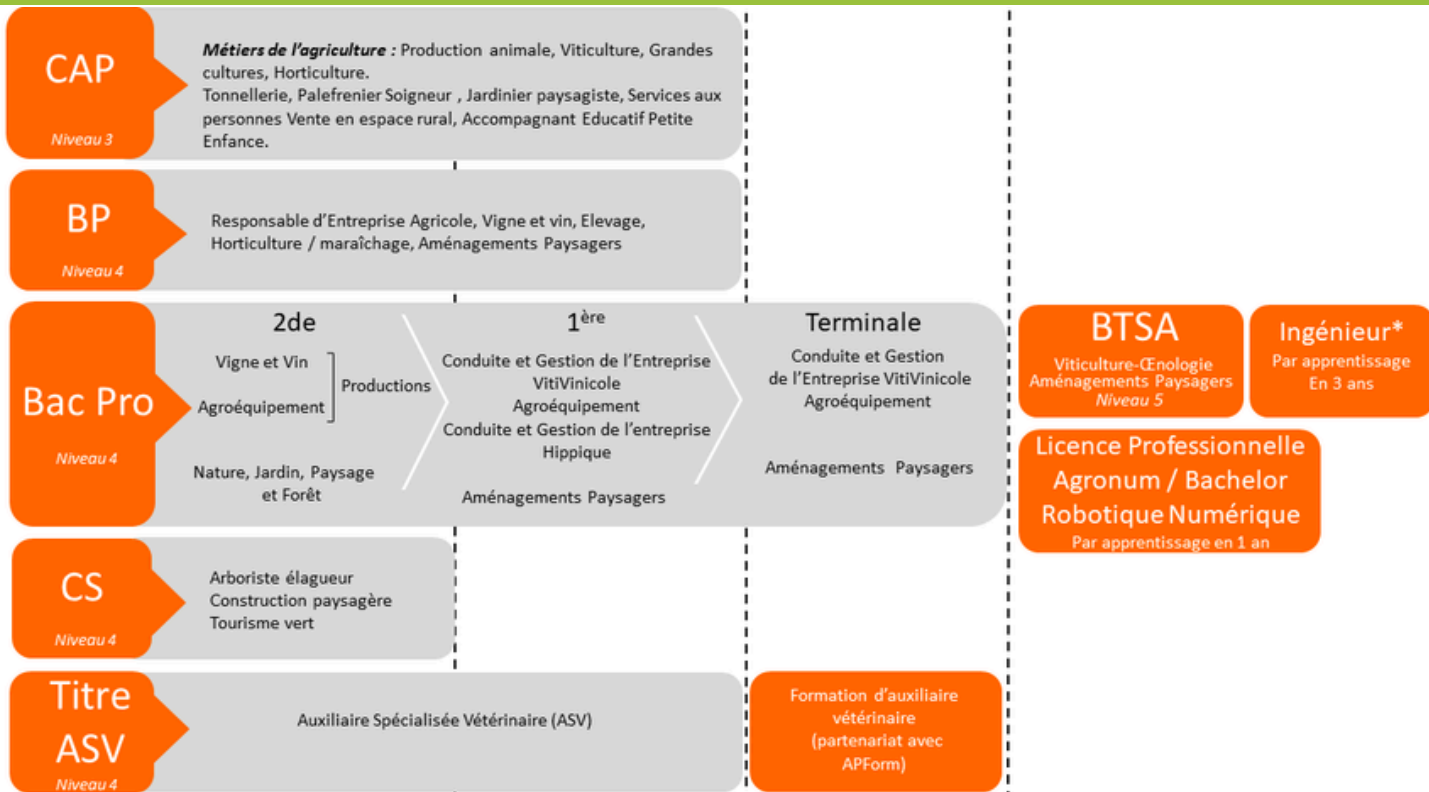 CAP
Niveau 3
Métiers de l'agriculture : Production animale, Viticulture, Grandes
cultures, Horticulture.
Tonnellerie, Palefrenier Soigneur , Jardinier paysagiste, Services aux
personnes Vente en espace rural, Accompagnant Educatif Petite
Enfance.
BP
Niveau 4
Responsable d'Entreprise Agricole, Vigne et vin, Elevage,
Horticulture / maraîchage, Aménagements Paysagers
Bac Pro
Niveau 4
2de
Vigne et Vin
Productions
Agroéquipement
Nature, Jardin, Paysage
et Forêt
1ère
Conduite et Gestion de l'Entreprise
VitiVinicole
Agroéquipement
Conduite et Gestion de l'entreprise
Hippique
Aménagements Paysagers
Terminale
Conduite et Gestion
de l'Entreprise VitiVinicole
Agroéquipement
Aménagements Paysagers
BTSA
Viticulture-Œnologie
Aménagements Paysagers
Niveau 5
Ingénieur*
Par apprentissage
En 3 ans
Licence Professionnelle
Agronum / Bachelor
Robotique Numérique
Par apprentissage en 1 an
CS
Niveau 4
Arboriste élagueur
Construction paysagère
Tourisme vert
Titre
ASV
Niveau 4
Auxiliaire Spécialisée Vétérinaire (ASV)
Formation d'auxiliaire
vétérinaire
(partenariat avec
APForm)